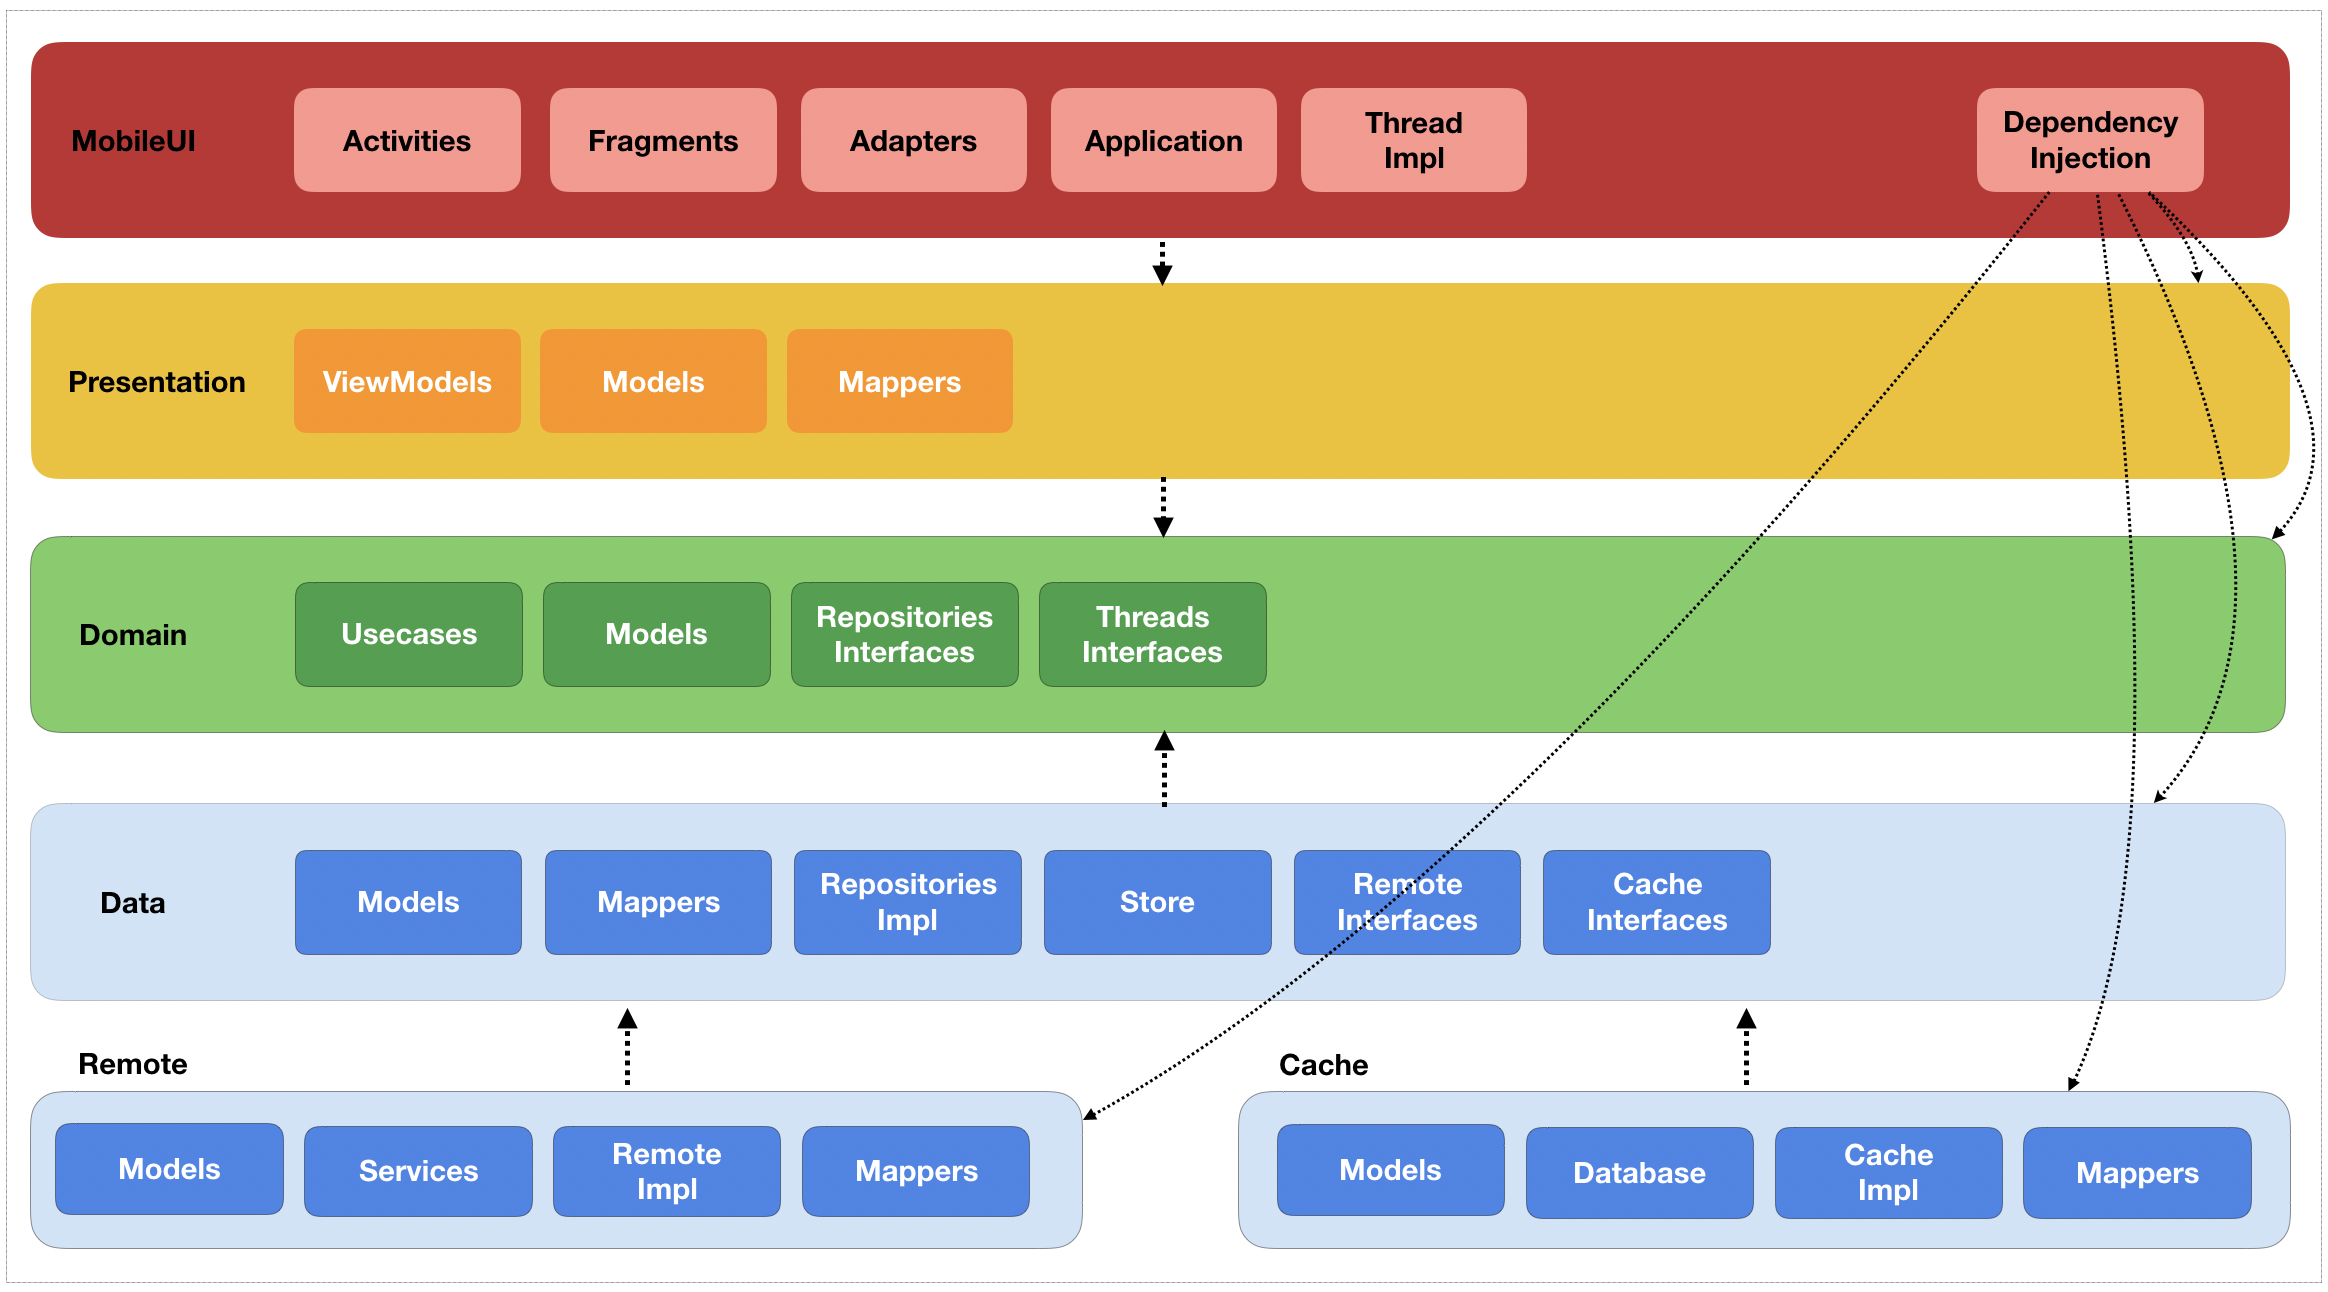 MobileUI
Activities
Fragments
Adapters
Application
Thread
Impl
Dependency
Injection
Presentation
ViewModels
Models
Mappers
Domain
Usecases
Models
Repositories
Interfaces
Threads
Interfaces
Data
Models
Mappers
Repositories
Impl
Store
Remote
Interfaces
Cache
Interfaces
Remote
Models
Services
Remote
Impl
Mappers
Cache
Models
Database
Cache
Impl
Mappers